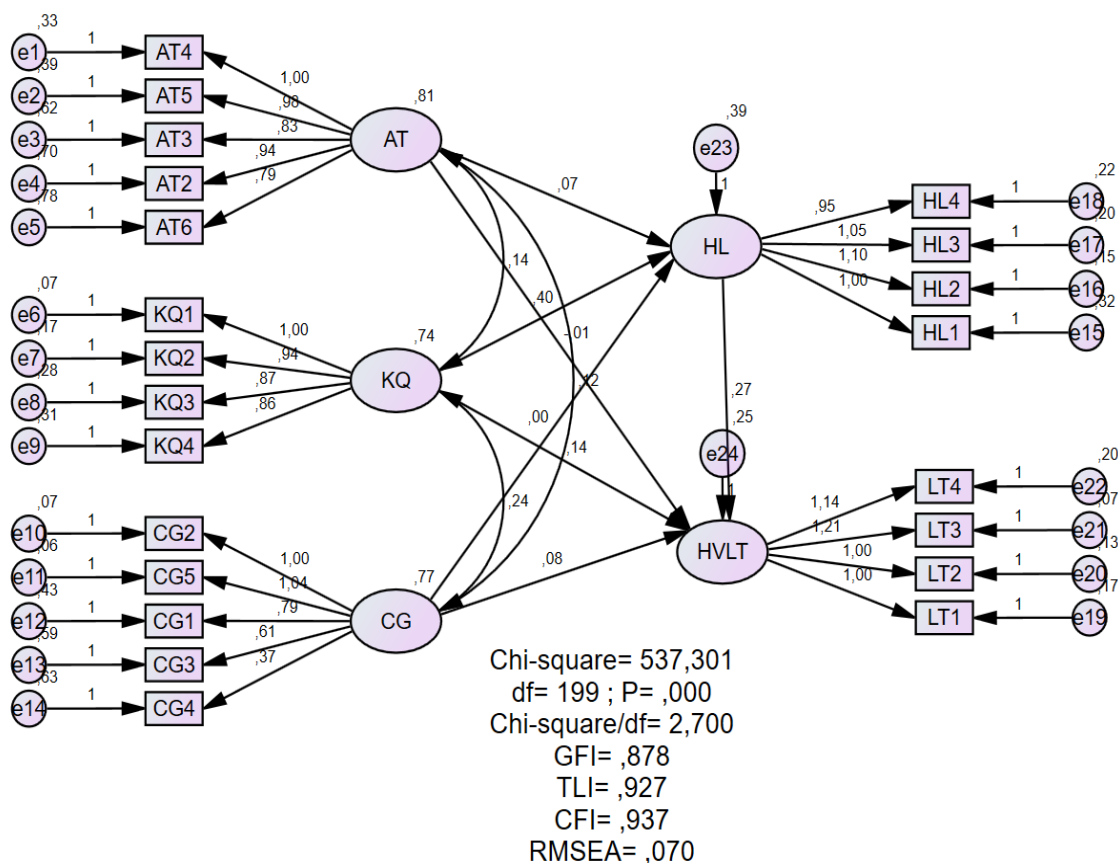 ,33
e1 1 AT4
,39
e2 1 AT5
,62
e3 1 AT3
,70
e4 1 AT2
,78
e5 1 AT6
1,00
,98
,83
,94
,79
,81
AT
,07
e6 1 KQ1
,17
e7 1 KQ2
,28
e8 1 KQ3
,31
e9 1 KQ4
1,00
,94
,87
,86
,74
KQ
,07
e10 1 CG2
,06
e11 1 CG5
,43
e12 1 CG1
,59
e13 1 CG3
,63
e14 1 CG4
1,00
1,04
,79
,61
,37
,77
CG
,07
,14
,40
-,01
,12
,00
,14
,24
,08
,27
,39
e23
1
HL
,95
1,05
1,10
1,00
,22
HL4 1 e18
,20
HL3 1 e17
,15
HL2 1 e16
,32
HL1 1 e15
,25
e24
1
HVLT
1,14
1,21
1,00
1,00
,20
LT4 1 e22
,07
LT3 1 e21
,13
LT2 1 e20
,17
LT1 1 e19
Chi-square= 537,301
df= 199 ; P= ,000
Chi-square/df= 2,700
GFI= ,878
TLI= ,927
CFI= ,937
RMSEA= ,070